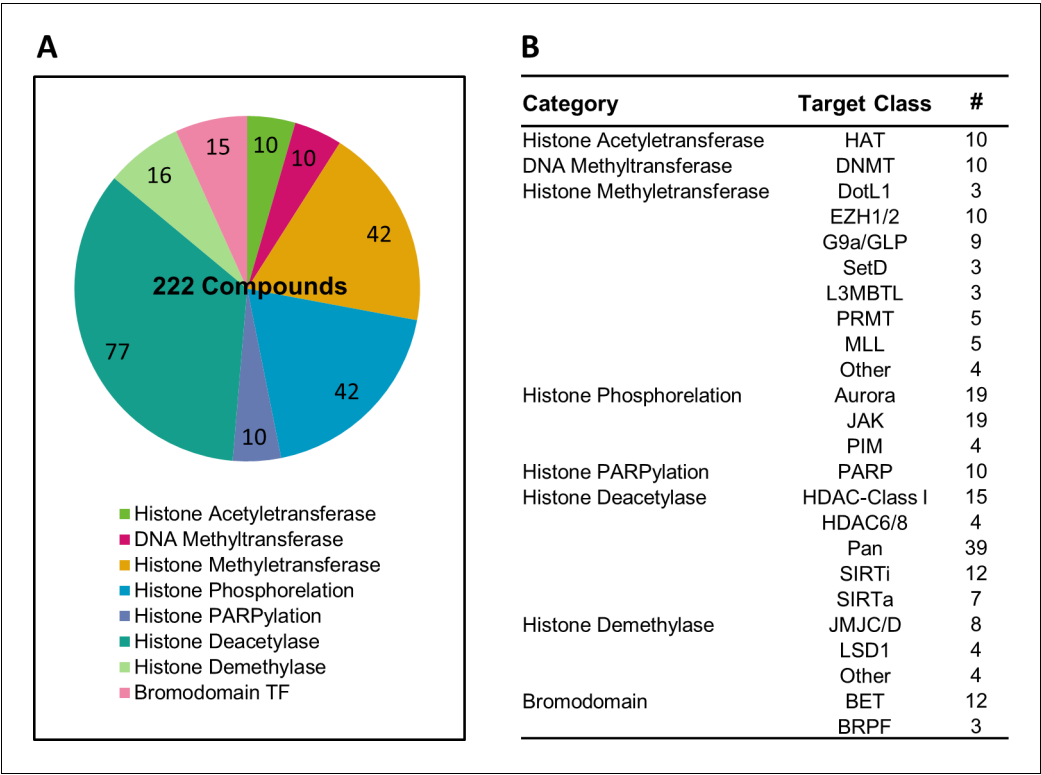 A
15
10
10
16
42
222 Compounds
77
42
10
Histone Acetyletransferase
DNA Methyltransferase
Histone Methyletransferase
Histone Phosphorelation
Histone PARPylation
Histone Deacetylase
Histone Demethylase
Bromodomain TF
B
Category Target Class #
Histone Acetyletransferase HAT 10
DNA Methyltransferase DNMT 10
Histone Methyletransferase DotL1 3
EZH1/2 10
G9a/GLP 9
SetD 3
L3MBTL 3
PRMT 5
MLL 5
Other 4
Histone Phosphorelation Aurora 19
JAK 19
PIM 4
Histone PARPylation PARP 10
Histone Deacetylase HDAC-Class I 15
HDAC6/8 4
Pan 39
SIRTi 12
SIRTa 7
Histone Demethylase JMJC/D 8
LSD1 4
Other 4
Bromodomain BET 12
BRPF 3